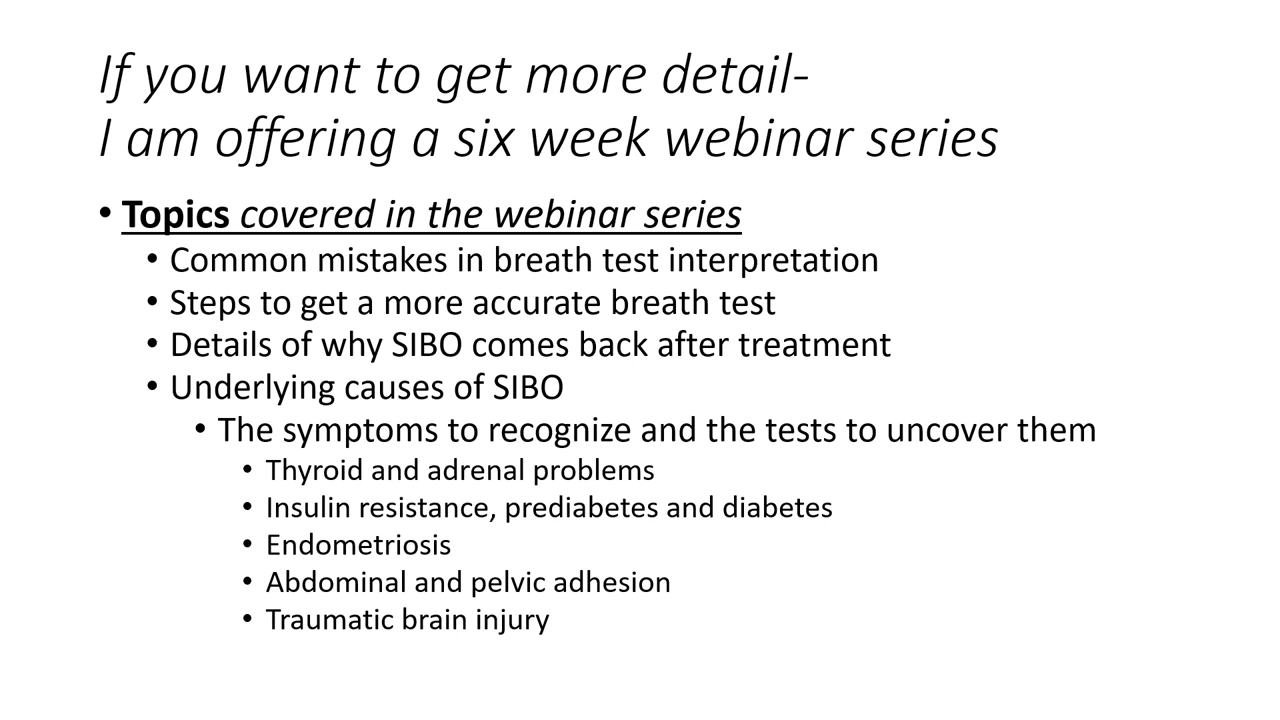 If you want to get more detail-
I am offering a six week webinar series
• Topics covered in the webinar series
• Common mistakes in breath test interpretation
• Steps to get a more accurate breath test
• Details of why SIBO comes back after treatment
• Underlying causes of SIBO
• The symptoms to recognize and the tests to uncover them
• Thyroid and adrenal problems
• Insulin resistance, prediabetes and diabetes
• Endometriosis
• Abdominal and pelvic adhesion
• Traumatic brain injury